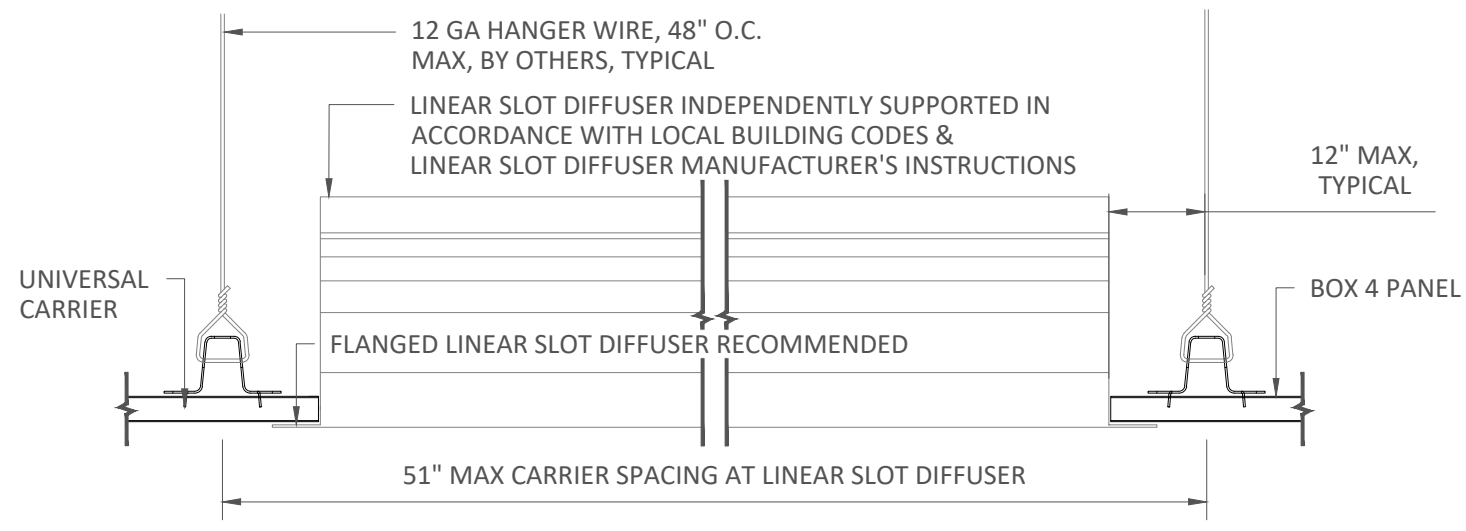 12 GA HANGER WIRE, 48" O.C.
MAX, BY OTHERS, TYPICAL
LINEAR SLOT DIFFUSER INDEPENDENTLY SUPPORTED IN
ACCORDANCE WITH LOCAL BUILDING CODES &
LINEAR SLOT DIFFUSER MANUFACTURER'S INSTRUCTIONS
12" MAX,
TYPICAL
UNIVERSAL
CARRIER
BOX 4 PANEL
FLANGED LINEAR SLOT DIFFUSER RECOMMENDED
51" MAX CARRIER SPACING AT LINEAR SLOT DIFFUSER